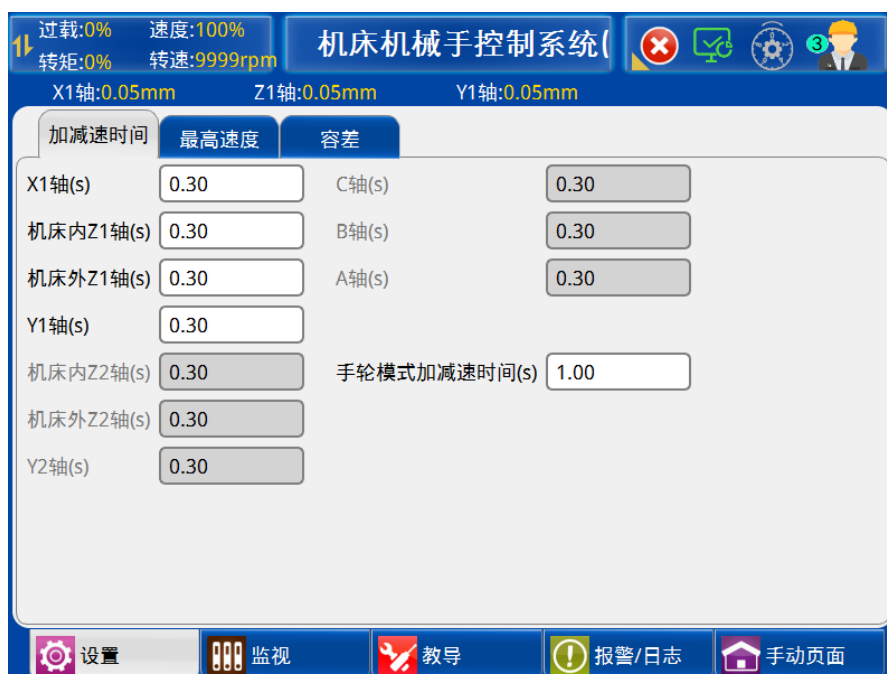 过载:0% 速度:100%
机床机械手控制系统(
3
转矩:0% 转速:9999rpm
X1轴:0.05mm Z1轴:0.05mm Y1轴:0.05mm
加减速时间 最高速度 容差
X1轴(s) 0.30 C轴(s) 0.30
机床内Z1轴(s) 0.30 B轴(s) 0.30
机床外Z1轴(s) 0.30 A轴(s) 0.30
Y1轴(s) 0.30
机床内Z2轴(s) 0.30 手轮模式加减速时间(s) 1.00
机床外Z2轴(s) 0.30
Y2轴(s) 0.30
设置 监视 教导 报警/日志 手动页面